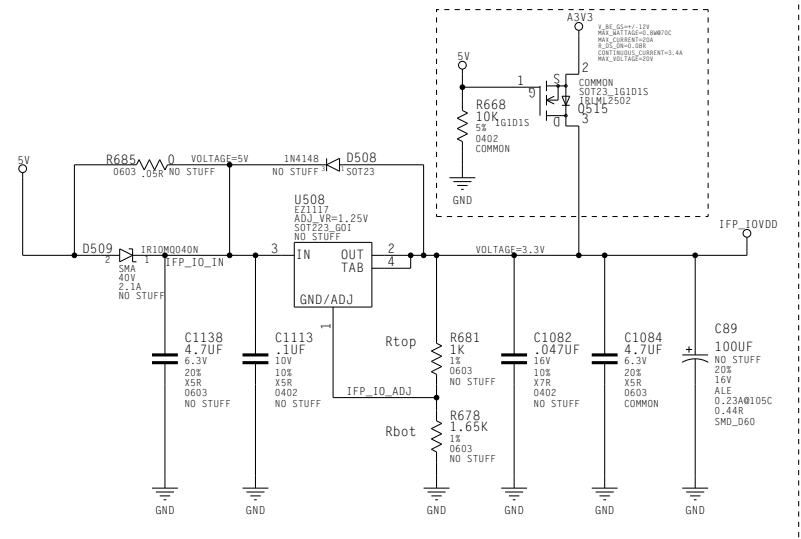 A3V3
V_BE_GS=+/-12V
MAX_WATTAGE=0.8W@70C
MAX_CURRENT=20A
R_DS_ON=0.08R
CONTINUOUS_CURRENT=3.4A
MAX_VOLTAGE=20V
5V
2
1
S
G
D
COMMON
SOT23_1G1D1S
IRLML2502
Q515
3
R668
10K
1G1D1S
5%
0402
COMMON
GND
5V
R685
0
VOLTAGE=5V
0603
.05R
NO STUFF
1N4148
D508
NO STUFF
3
1
SOT23
U508
EZ1117
ADJ_VR=1.25V
SOT223_GOI
NO STUFF
IFP_IOVDD
D509
IR10MQ040N
2
1
IFP_IO_IN
SMA
40V
2.1A
NO STUFF
3
IN
OUT
TAB
2
4
VOLTAGE=3.3V
GND/ADJ
1
C1138
4.7UF
6.3V
20%
X5R
0603
NO STUFF
C1113
.1UF
10V
10%
X5R
0402
NO STUFF
Rtop
R681
1K
1%
0603
NO STUFF
IFP_IO_ADJ
Rbot
R678
1.65K
1%
0603
NO STUFF
C1082
.047UF
16V
10%
X7R
0402
NO STUFF
C1084
4.7UF
6.3V
20%
X5R
0603
COMMON
C89
100UF
+
NO STUFF
20%
16V
ALE
0.23A@105C
0.44R
SMD_D60
GND
GND
GND
GND
GND
GND